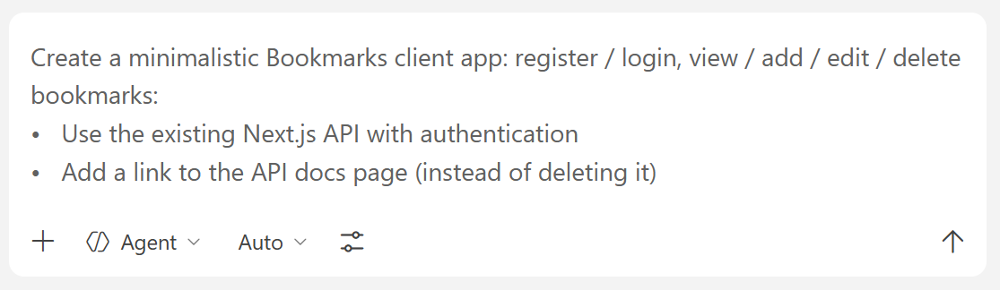 Create a minimalistic Bookmarks client app: register / login, view / add / edit / delete
bookmarks:
• Use the existing Next.js API with authentication
• Add a link to the API docs page (instead of deleting it)
Agent Auto